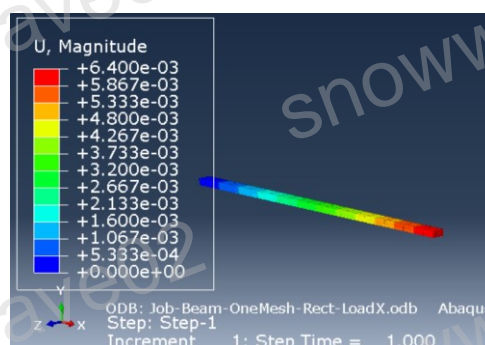 U, Magnitude
+6.400e-03
+5.867e-03
+5.333e-03
+4.800e-03
+4.267e-03
+3.733e-03
+3.200e-03
+2.667e-03
+2.133e-03
+1.600e-03
+1.067e-03
+5.333e-04
+0.000e+00
Y
Z X
ODB: Job-Beam-OneMesh-Rect-LoadX.odb Abaqu
Step: Step-1
Increment 1: Step Time = 1.000